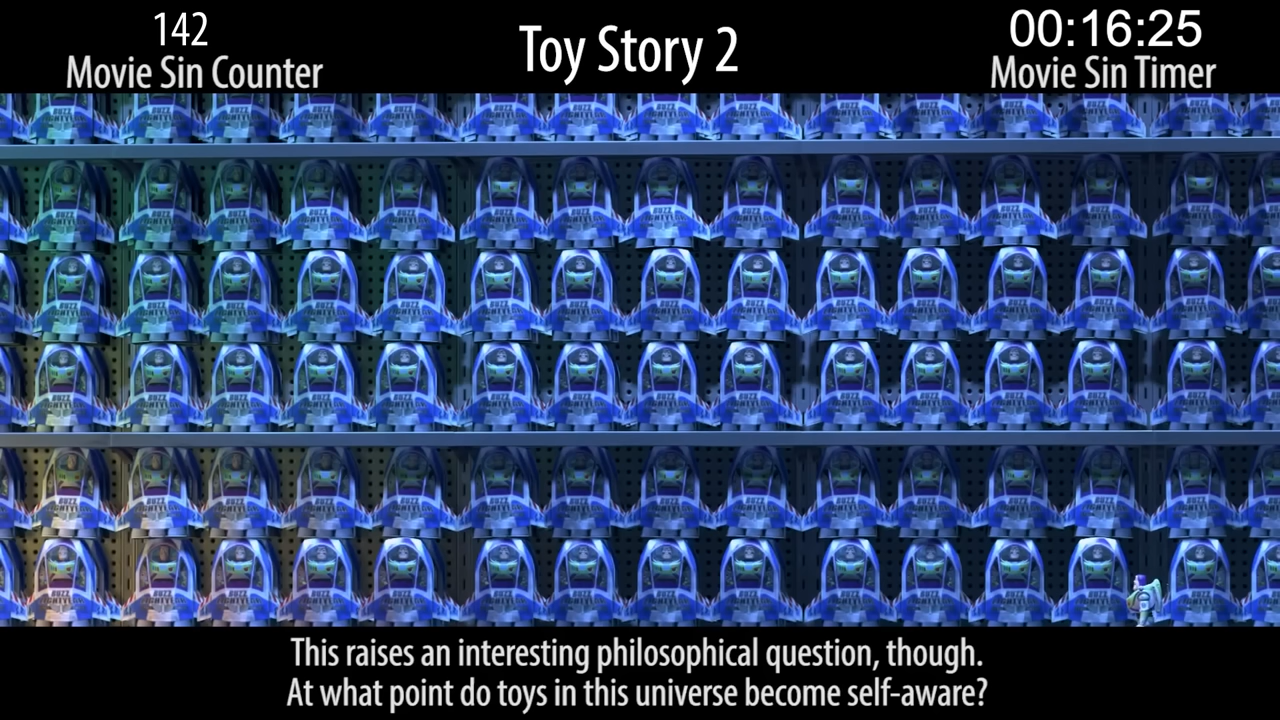 142
Movie Sin Counter
Toy Story 2
00:16:25
Movie Sin Timer
BUZZ
This raises an interesting philosophical question, though.
At what point do toys in this universe become self-aware?